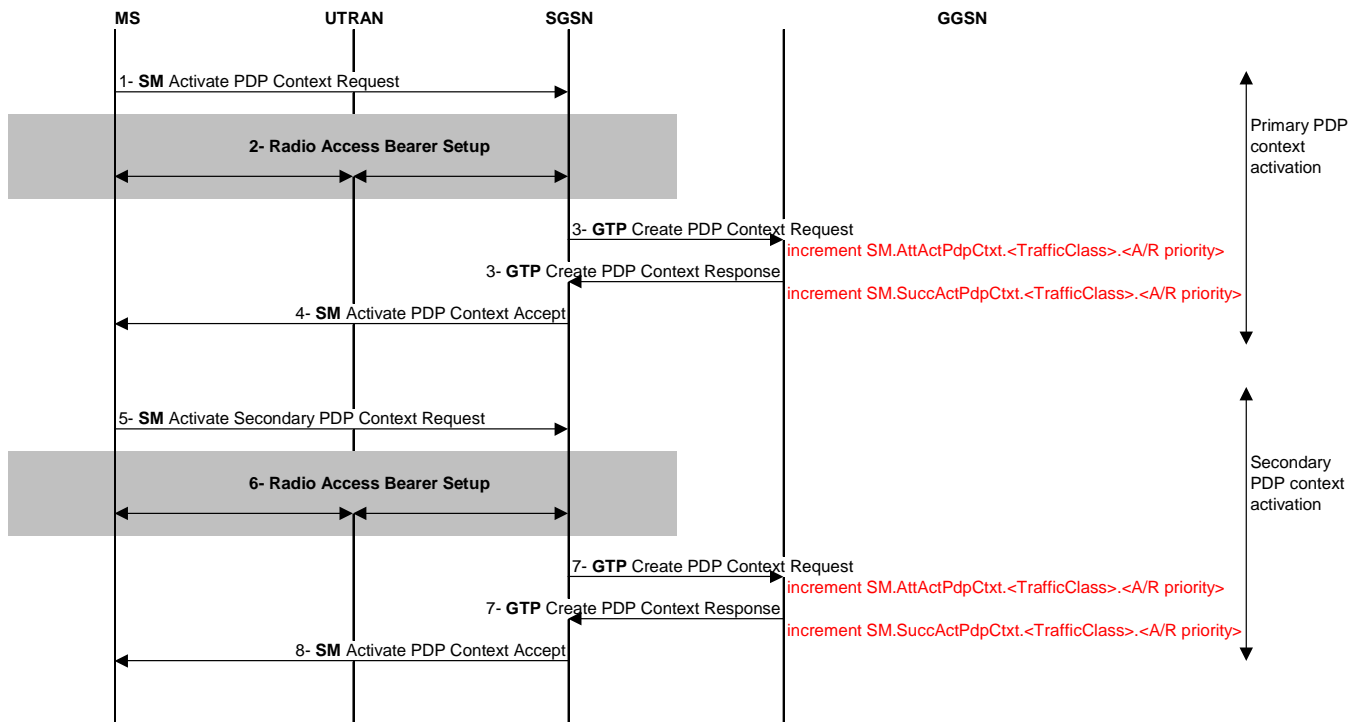 MS UTRAN SGSN GGSN
1- SM Activate PDP Context Request
Primary PDP
context
activation
2- Radio Access Bearer Setup
3- GTP Create PDP Context Request
increment SM.AttActPdpCtxt.<TrafficClass>.<A/R priority>
3- GTP Create PDP Context Response
increment SM.SuccActPdpCtxt.<TrafficClass>.<A/R priority>
4- SM Activate PDP Context Accept
5- SM Activate Secondary PDP Context Request
Secondary
PDP context
activation
6- Radio Access Bearer Setup
7- GTP Create PDP Context Request
increment SM.AttActPdpCtxt.<TrafficClass>.<A/R priority>
7- GTP Create PDP Context Response
increment SM.SuccActPdpCtxt.<TrafficClass>.<A/R priority>
8- SM Activate PDP Context Accept